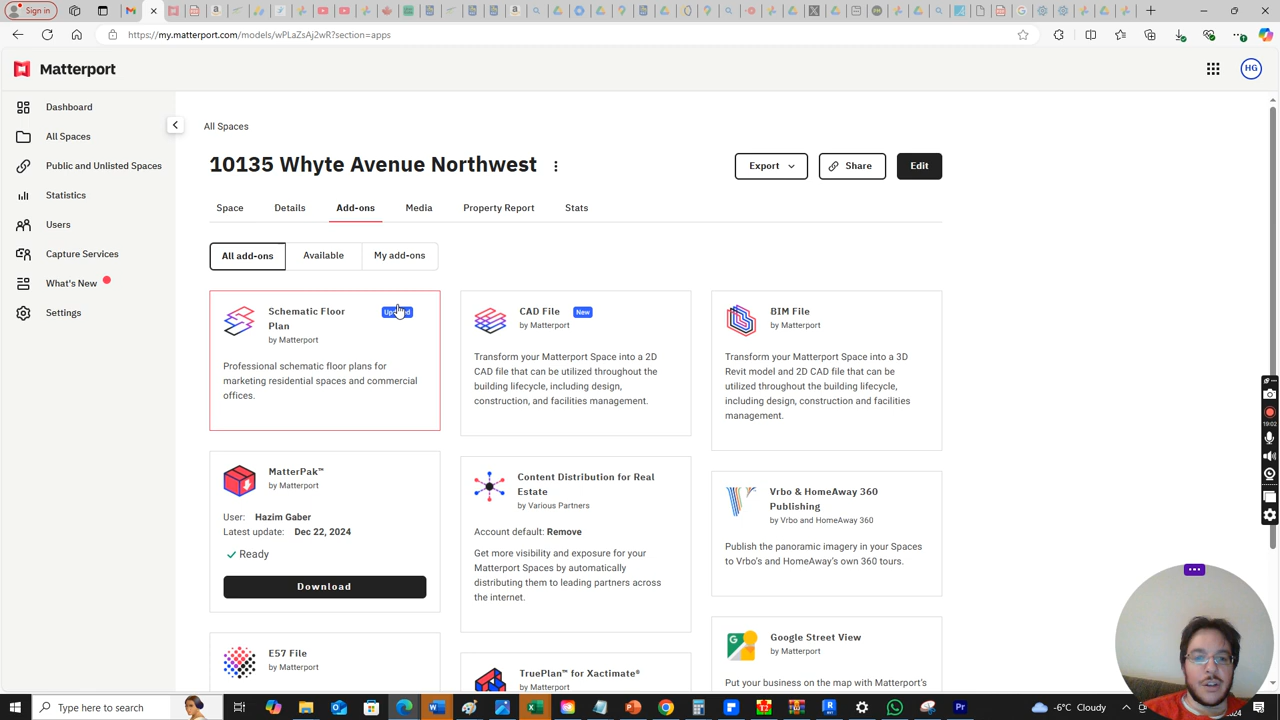 Sign in
https://my.matterport.com/models/wPLaZsAj2wR?section=apps
Matterport
HG
Dashboard
All Spaces
Public and Unlisted Spaces
Statistics
Users
Capture Services
What's New
Settings
All Spaces
10135 Whyte Avenue Northwest
Export
Share
Edit
Space
Details
Add-ons
Media
Property Report
Stats
All add-ons
Available
My add-ons
Schematic Floor
Plan
by Matterport
Professional schematic floor plans for
marketing residential spaces and commercial
offices.
CAD File
New
by Matterport
Transform your Matterport Space into a 2D
CAD file that can be utilized throughout the
building lifecycle, including design,
construction, and facilities management.
BIM File
by Matterport
Transform your Matterport Space into a 3D
Revit model and 2D CAD file that can be
utilized throughout the building lifecycle,
including design, construction and facilities
management.
MatterPak™
by Matterport
User: Hazim Gaber
Latest update: Dec 22, 2024
Ready
Download
Content Distribution for Real
Estate
by Various Partners
Account default: Remove
Get more visibility and exposure for your
Matterport Spaces by automatically
distributing them to leading partners across
the internet.
Vrbo & HomeAway 360
Publishing
by Vrbo and HomeAway 360
Publish the panoramic imagery in your Spaces
to Vrbo's and HomeAway's own 360 tours.
E57 File
by Matterport
TruePlan™ for Xactimate®
by Matterport
Google Street View
by Matterport
Put your business on the map with Matterport's
19:02
Type here to search
-6°C Cloudy